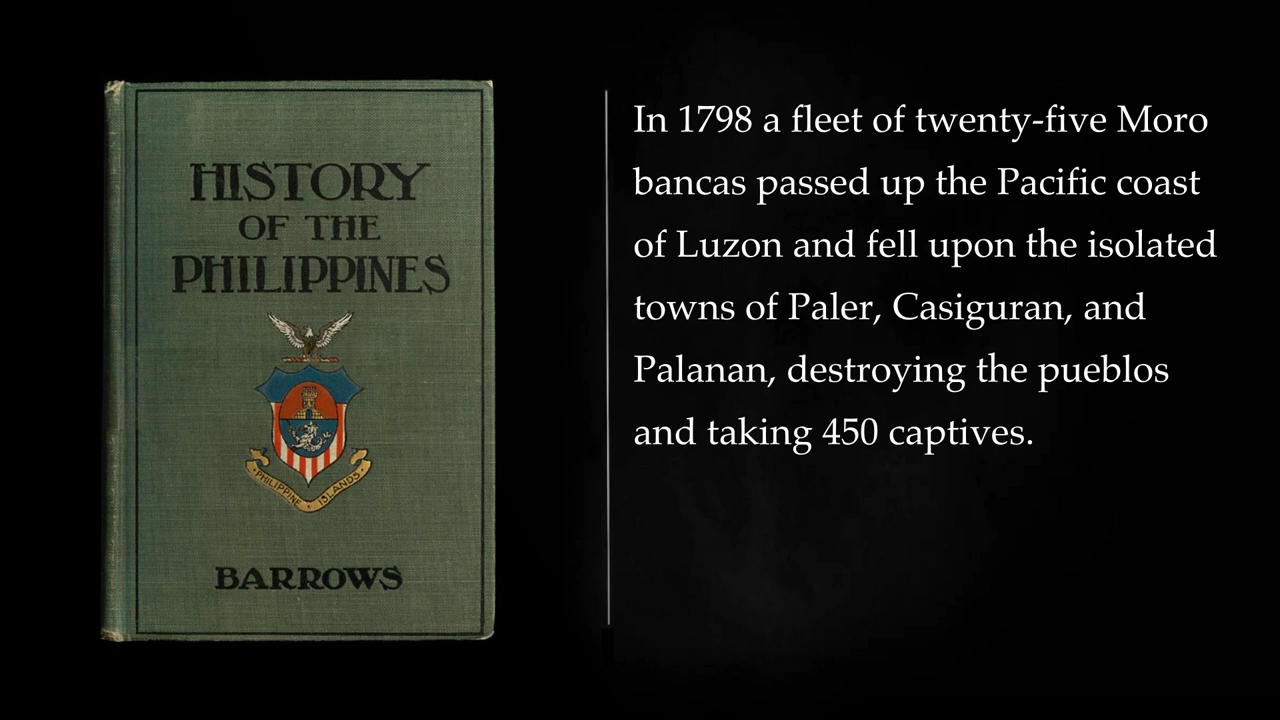 HISTORY
OF THE
PHILIPPINES
PHILIPPINE ISLANDS
BARROWS
In 1798 a fleet of twenty-five Moro
bancas passed up the Pacific coast
of Luzon and fell upon the isolated
towns of Paler, Casiguran, and
Palanan, destroying the pueblos
and taking 450 captives.